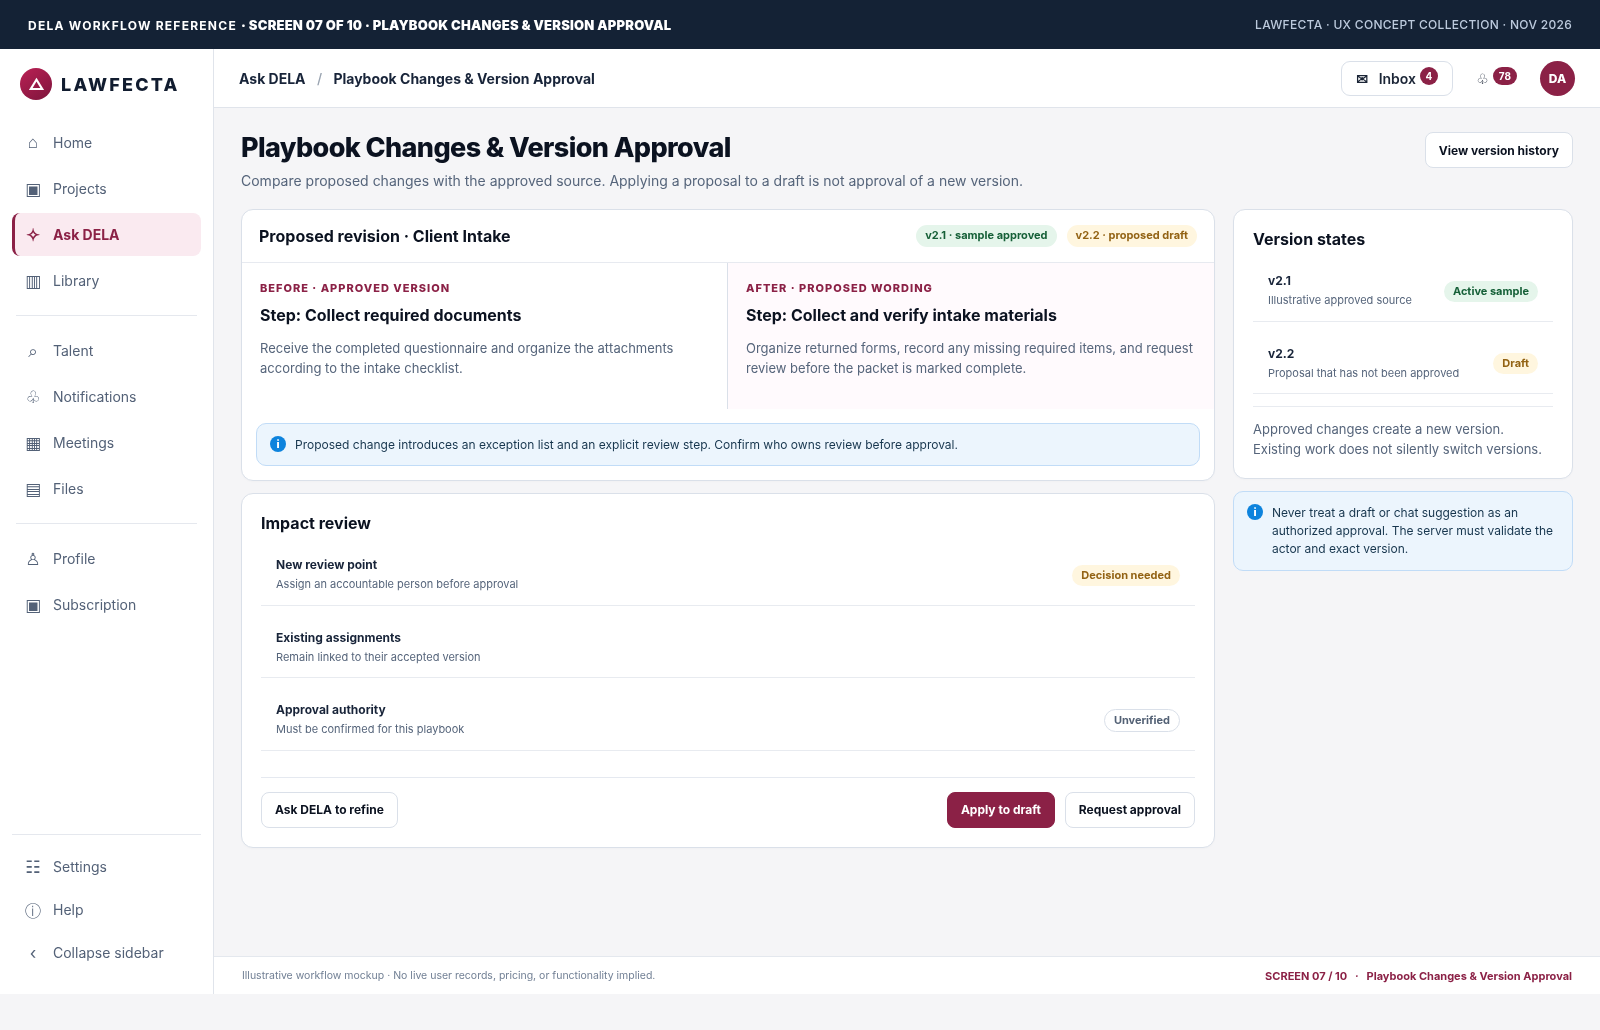 DELA WORKFLOW REFERENCE · SCREEN 07 OF 10 · PLAYBOOK CHANGES & VERSION APPROVAL
LAWFECTA · UX CONCEPT COLLECTION · NOV 2026
LAWFECTA
Home
Projects
Ask DELA
Library
Talent
Notifications
Meetings
Files
Profile
Subscription
Settings
Help
Collapse sidebar
Ask DELA / Playbook Changes & Version Approval
Inbox 4
78
DA
Playbook Changes & Version Approval
Compare proposed changes with the approved source. Applying a proposal to a draft is not approval of a new version.
View version history
Proposed revision · Client Intake
v2.1 · sample approved
v2.2 · proposed draft
BEFORE · APPROVED VERSION
Step: Collect required documents
Receive the completed questionnaire and organize the attachments
according to the intake checklist.
AFTER · PROPOSED WORDING
Step: Collect and verify intake materials
Organize returned forms, record any missing required items, and request
review before the packet is marked complete.
Proposed change introduces an exception list and an explicit review step. Confirm who owns review before approval.
Impact review
New review point
Assign an accountable person before approval
Decision needed
Existing assignments
Remain linked to their accepted version
Approval authority
Must be confirmed for this playbook
Unverified
Ask DELA to refine
Apply to draft
Request approval
Version states
v2.1
Illustrative approved source
Active sample
v2.2
Proposal that has not been approved
Draft
Approved changes create a new version.
Existing work does not silently switch versions.
Never treat a draft or chat suggestion as an
authorized approval. The server must validate the
actor and exact version.
Illustrative workflow mockup · No live user records, pricing, or functionality implied.
SCREEN 07 / 10 · Playbook Changes & Version Approval